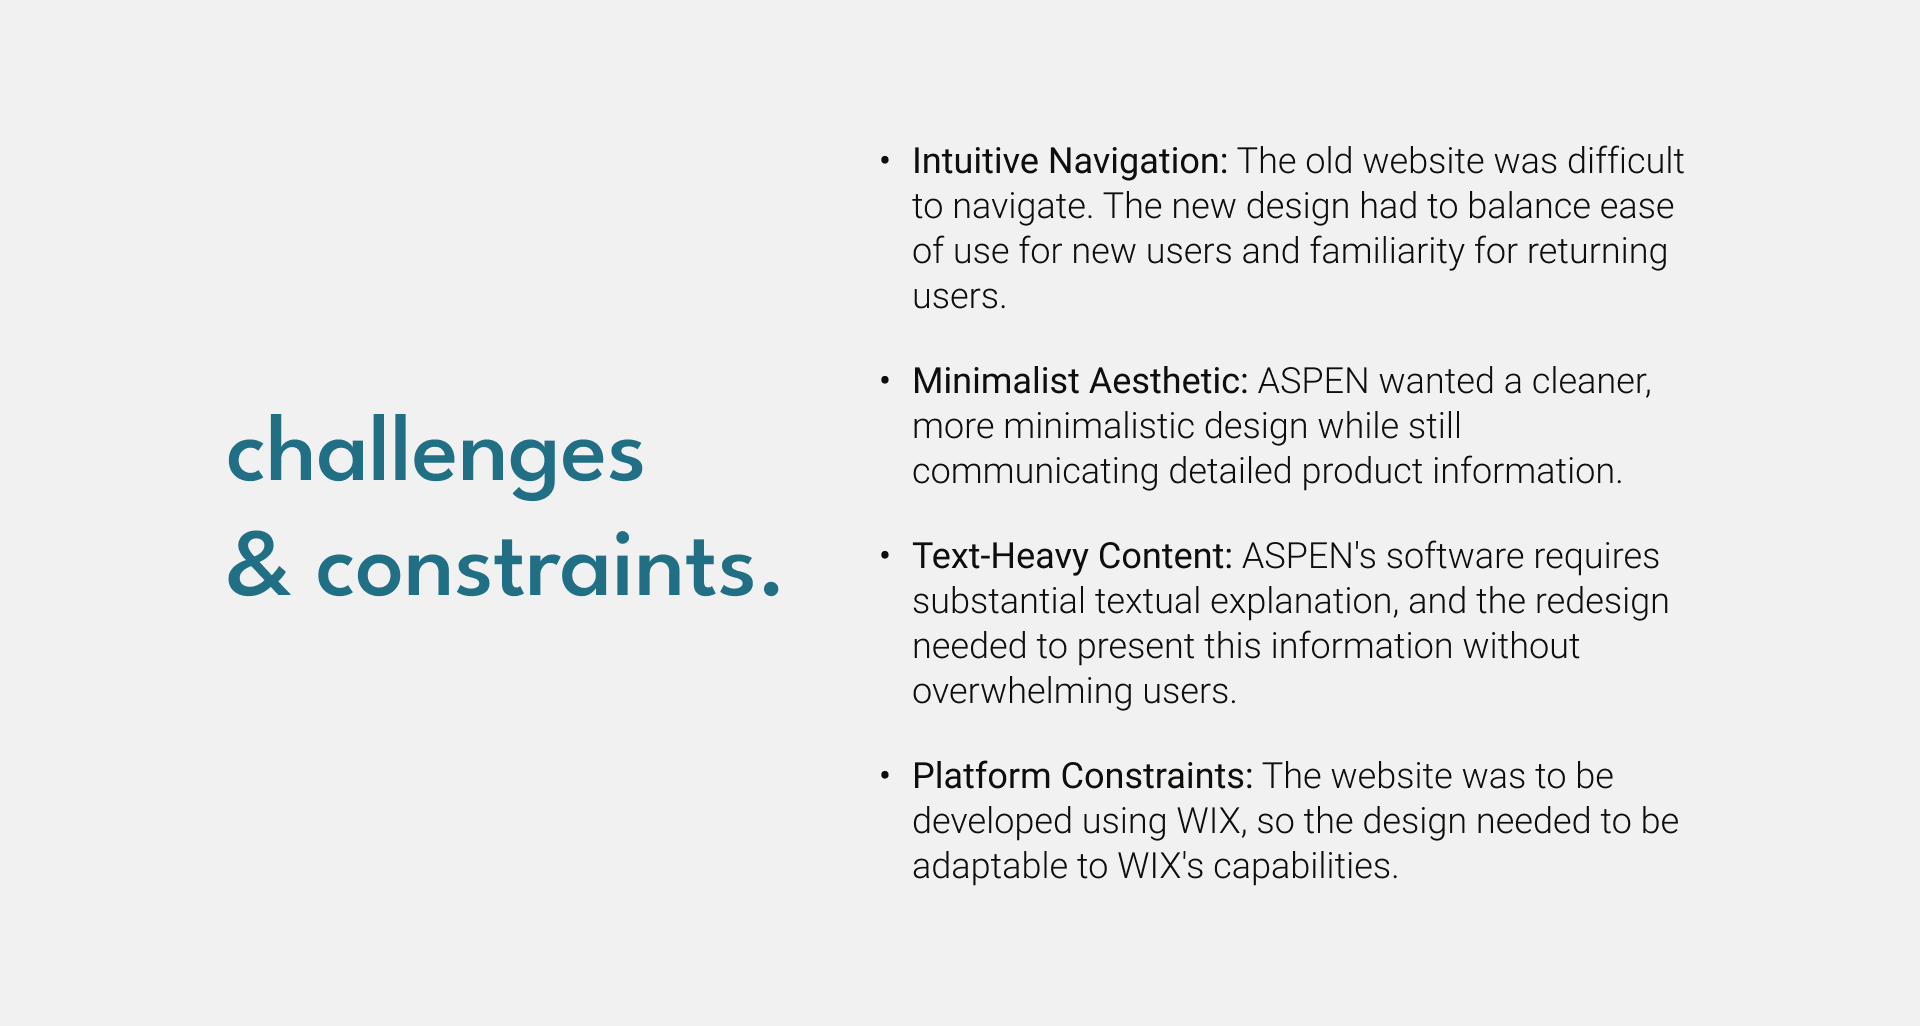 challenges
& constraints.
• Intuitive Navigation: The old website was difficult
to navigate. The new design had to balance ease
of use for new users and familiarity for returning
users.
• Minimalist Aesthetic: ASPEN wanted a cleaner,
more minimalistic design while still
communicating detailed product information.
• Text-Heavy Content: ASPEN's software requires
substantial textual explanation, and the redesign
needed to present this information without
overwhelming users.
• Platform Constraints: The website was to be
developed using WIX, so the design needed to be
adaptable to WIX's capabilities.